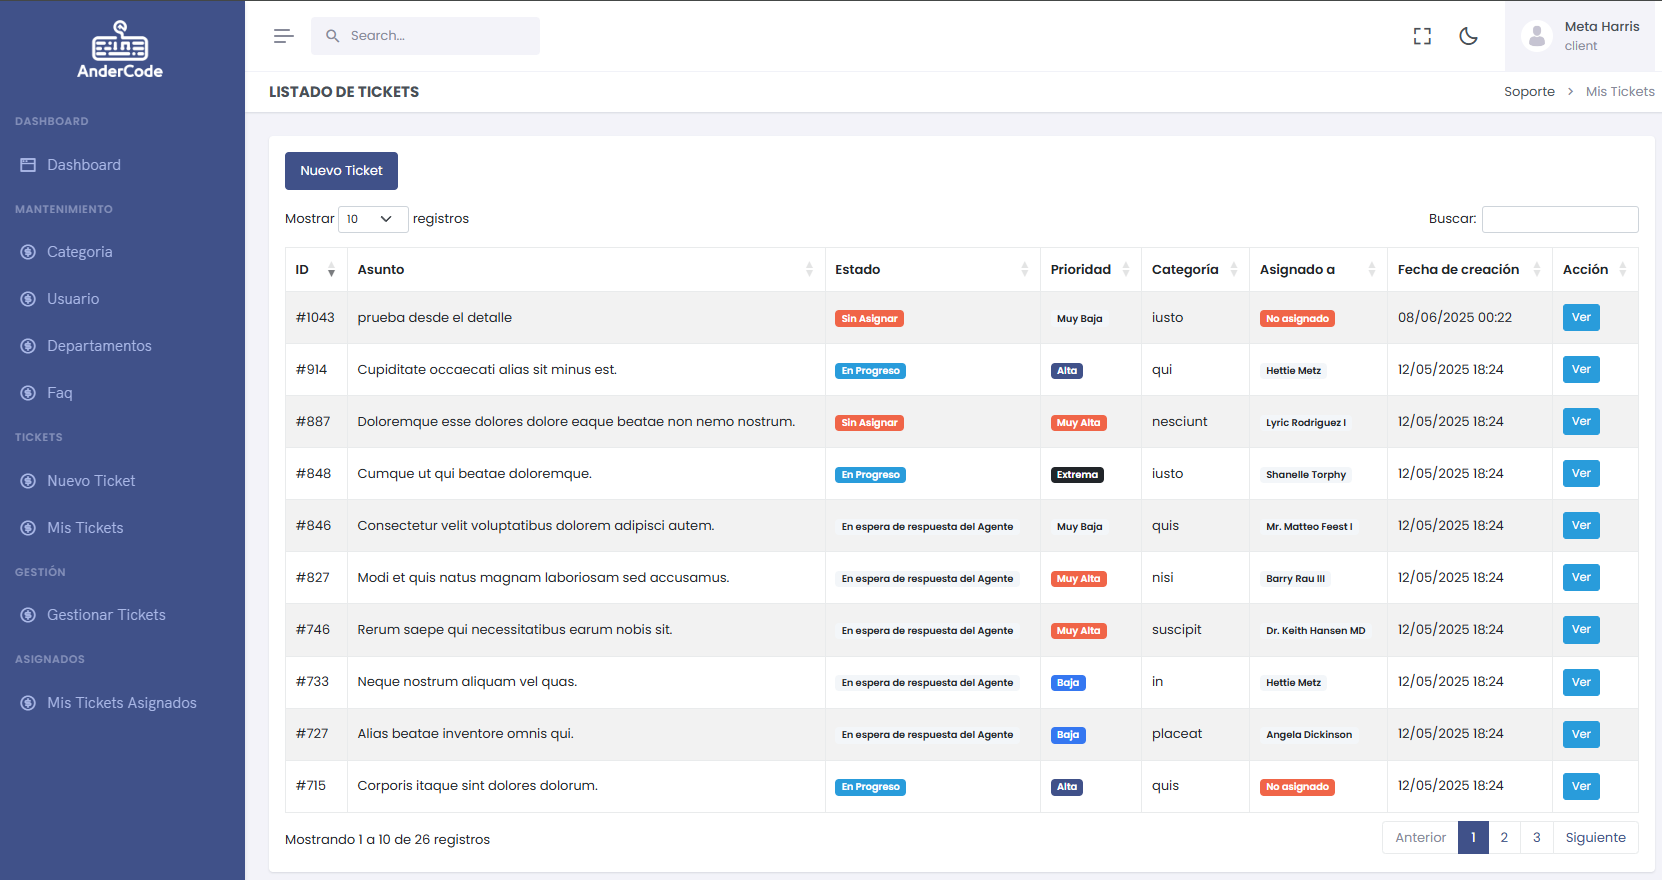 AnderCode
DASHBOARD
Dashboard
MANTENIMIENTO
Categoria
Usuario
Departamentos
Faq
TICKETS
Nuevo Ticket
Mis Tickets
GESTIÓN
Gestionar Tickets
ASIGNADOS
Mis Tickets Asignados
Search...
Meta Harris
client
LISTADO DE TICKETS
Soporte > Mis Tickets
Nuevo Ticket
Mostrar 10 registros
Buscar:
ID Asunto Estado Prioridad Categoría Asignado a Fecha de creación Acción
#1043 prueba desde el detalle Sin Asignar Muy Baja iusto No asignado 08/06/2025 00:22 Ver
#914 Cupiditate occaecati alias sit minus est. En Progreso Alta qui Hettie Metz 12/05/2025 18:24 Ver
#887 Doloremque esse dolores dolore eaque beatae non nemo nostrum. Sin Asignar Muy Alta nesciunt Lyric Rodriguez I 12/05/2025 18:24 Ver
#848 Cumque ut qui beatae doloremque. En Progreso Extrema iusto Shanelle Torphy 12/05/2025 18:24 Ver
#846 Consectetur velit voluptatibus dolorem adipisci autem. En espera de respuesta del Agente Muy Baja quis Mr. Matteo Feest I 12/05/2025 18:24 Ver
#827 Modi et quis natus magnam laboriosam sed accusamus. En espera de respuesta del Agente Muy Alta nisi Barry Rau III 12/05/2025 18:24 Ver
#746 Rerum saepe qui necessitatibus earum nobis sit. En espera de respuesta del Agente Muy Alta suscipit Dr. Keith Hansen MD 12/05/2025 18:24 Ver
#733 Neque nostrum aliquam vel quas. En espera de respuesta del Agente Baja in Hettie Metz 12/05/2025 18:24 Ver
#727 Alias beatae inventore omnis qui. En espera de respuesta del Agente Baja placeat Angela Dickinson 12/05/2025 18:24 Ver
#715 Corporis itaque sint dolores dolorum. En Progreso Alta quis No asignado 12/05/2025 18:24 Ver
Mostrando 1 a 10 de 26 registros
Anterior 1 2 3 Siguiente